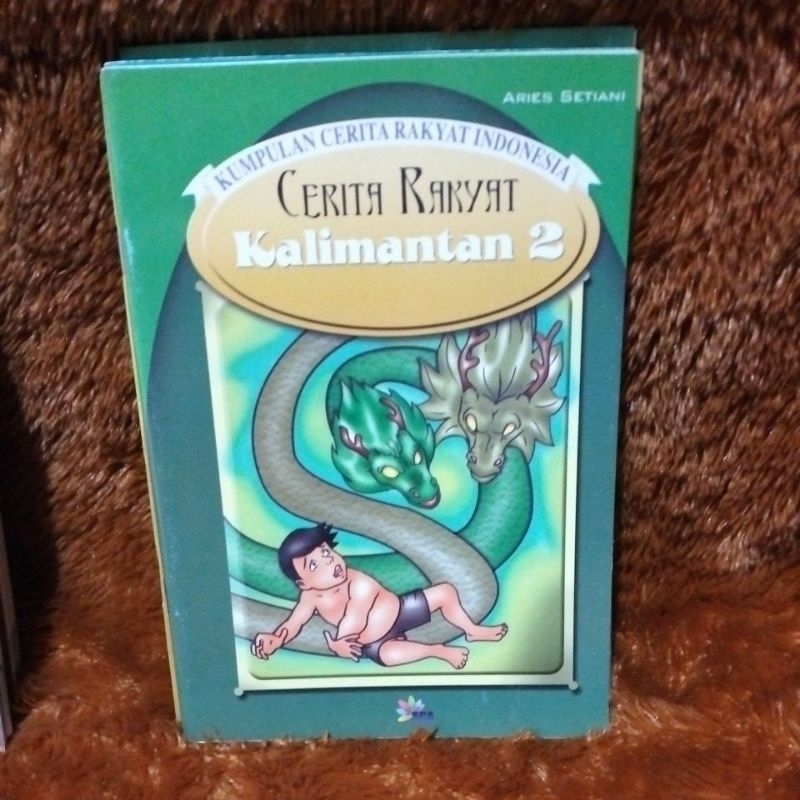 ARIES SETIANI
KUMPULAN CERITA RAKYAT INDONESIA
CERITA RAKYAT
Kalimantan 2